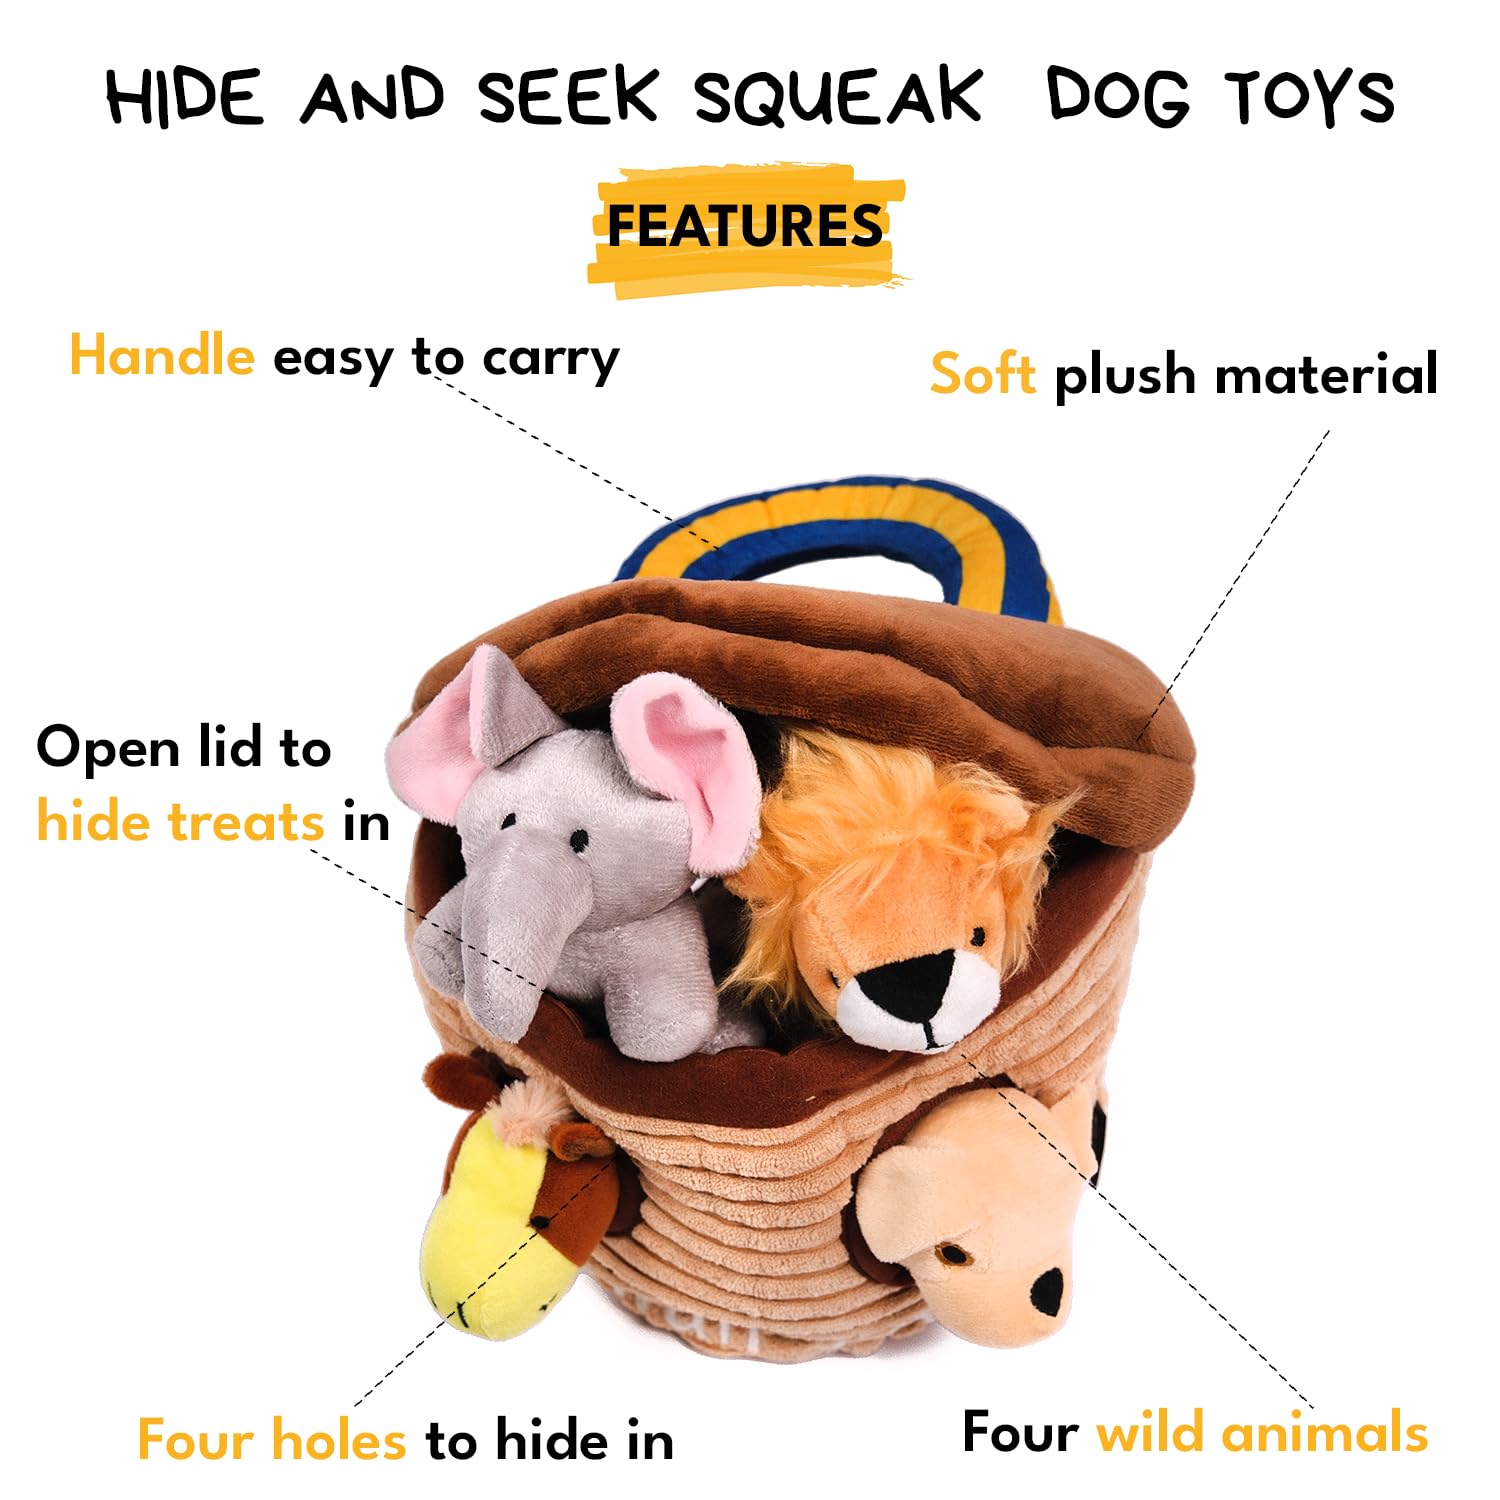 HIDE AND SEEK SQUEAK DOG TOYS
FEATURES
Handle easy to carry
Soft plush material
Open lid to
hide treats in
Four holes to hide in
Four wild animals